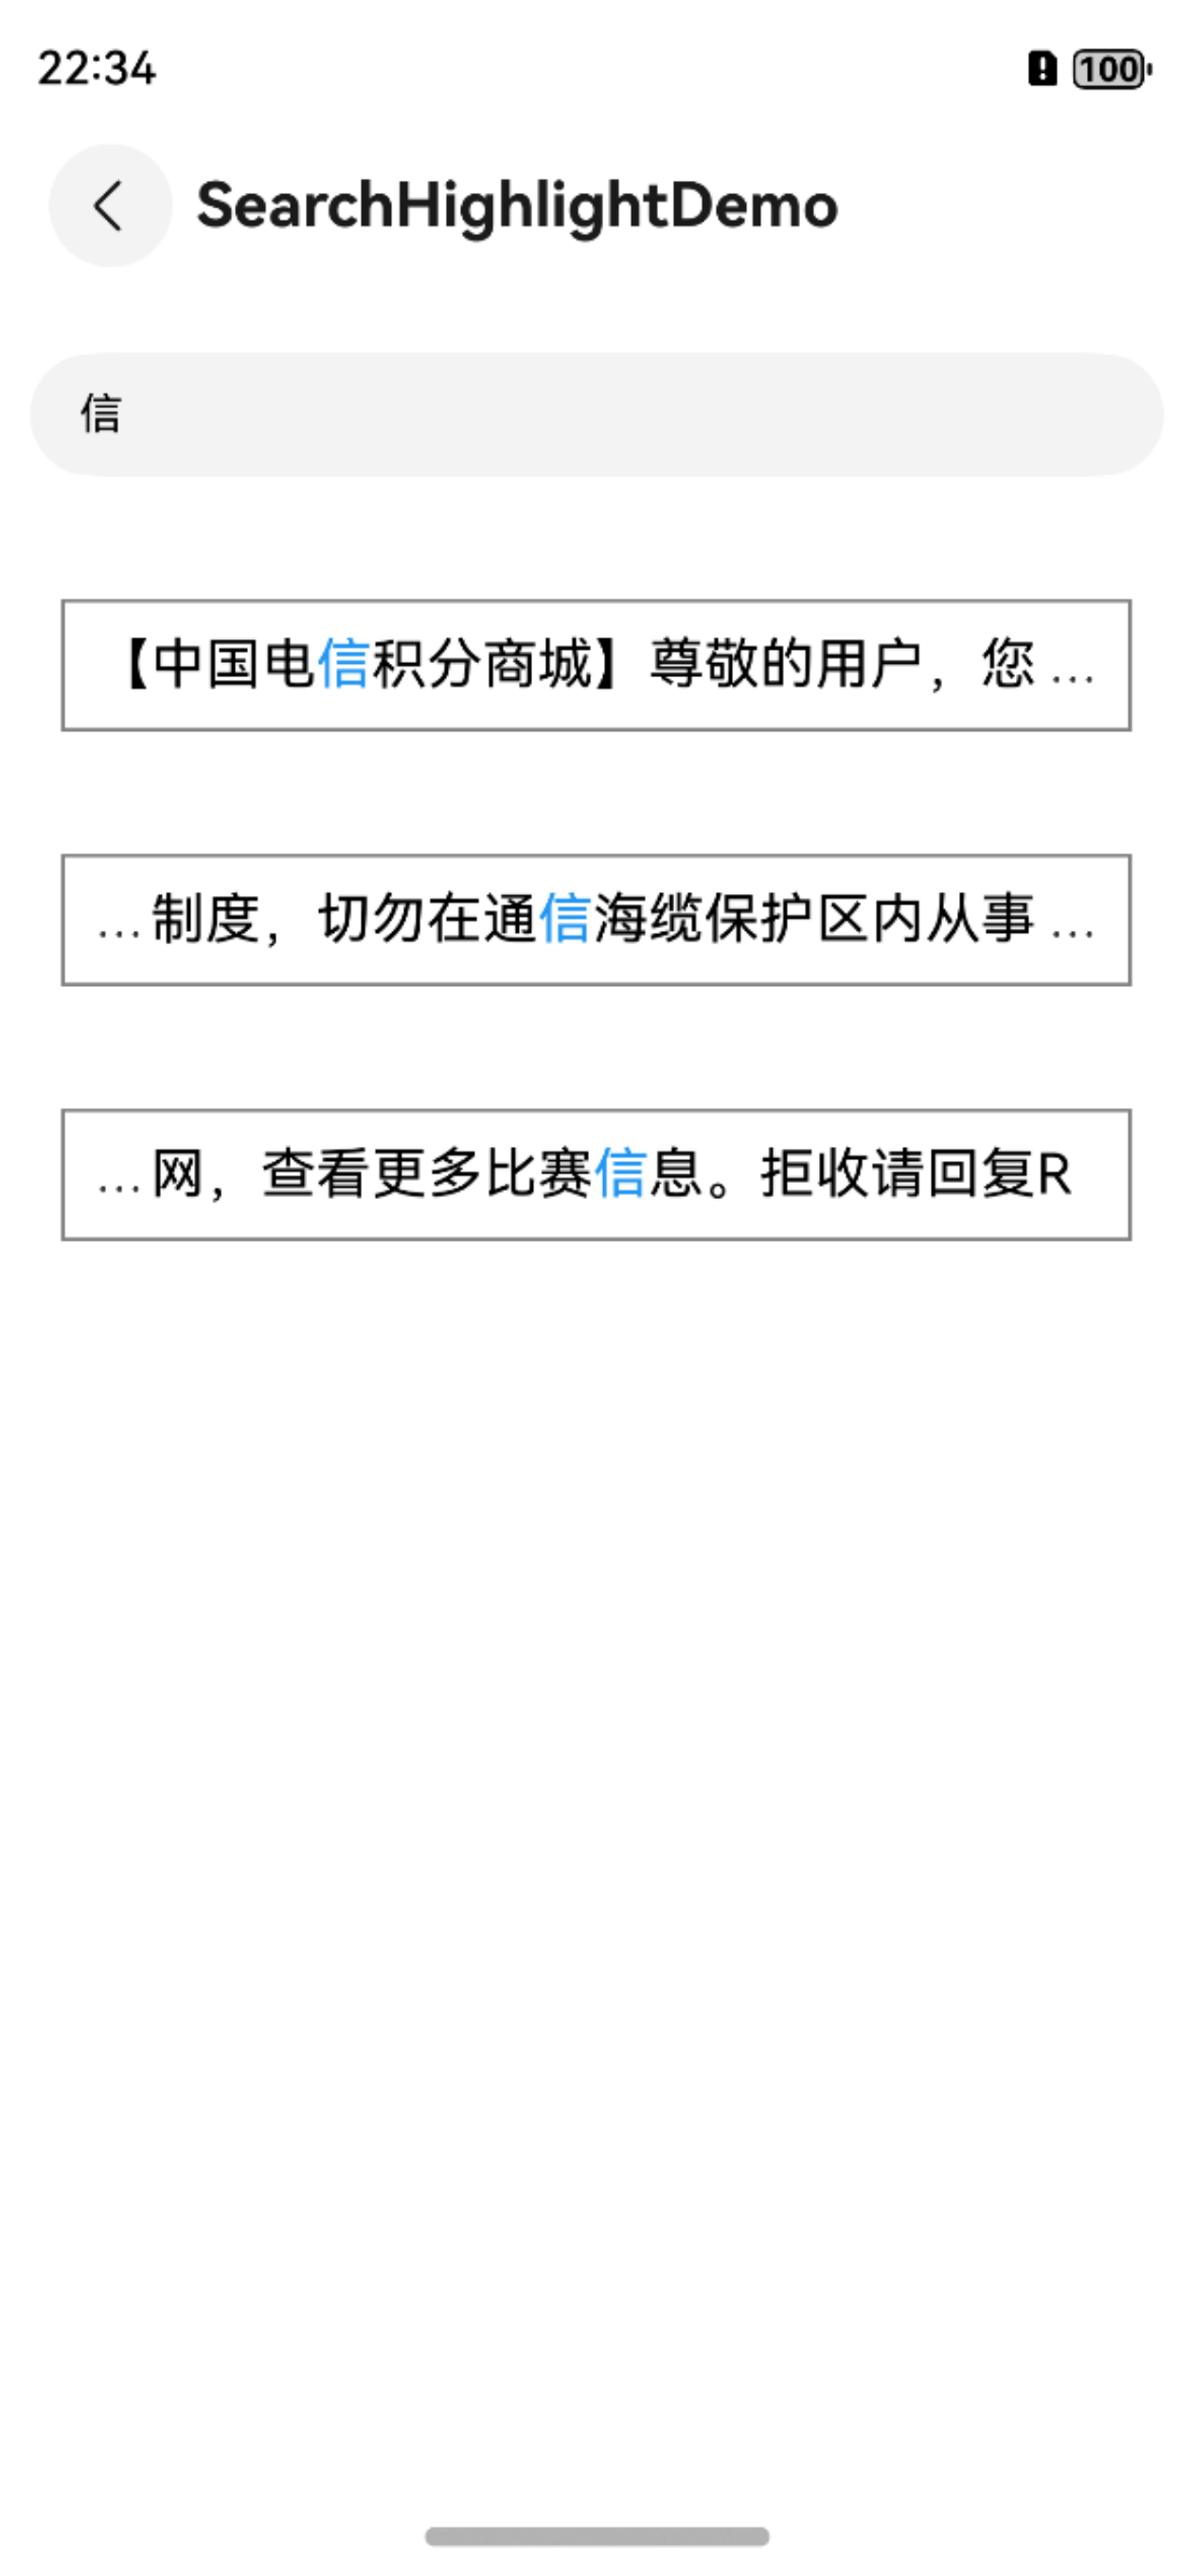 22:34
100
SearchHighlightDemo
信
【中国电信积分商城】尊敬的用户，您...
...制度，切勿在通信海缆保护区内从事...
...网，查看更多比赛信息。拒收请回复R